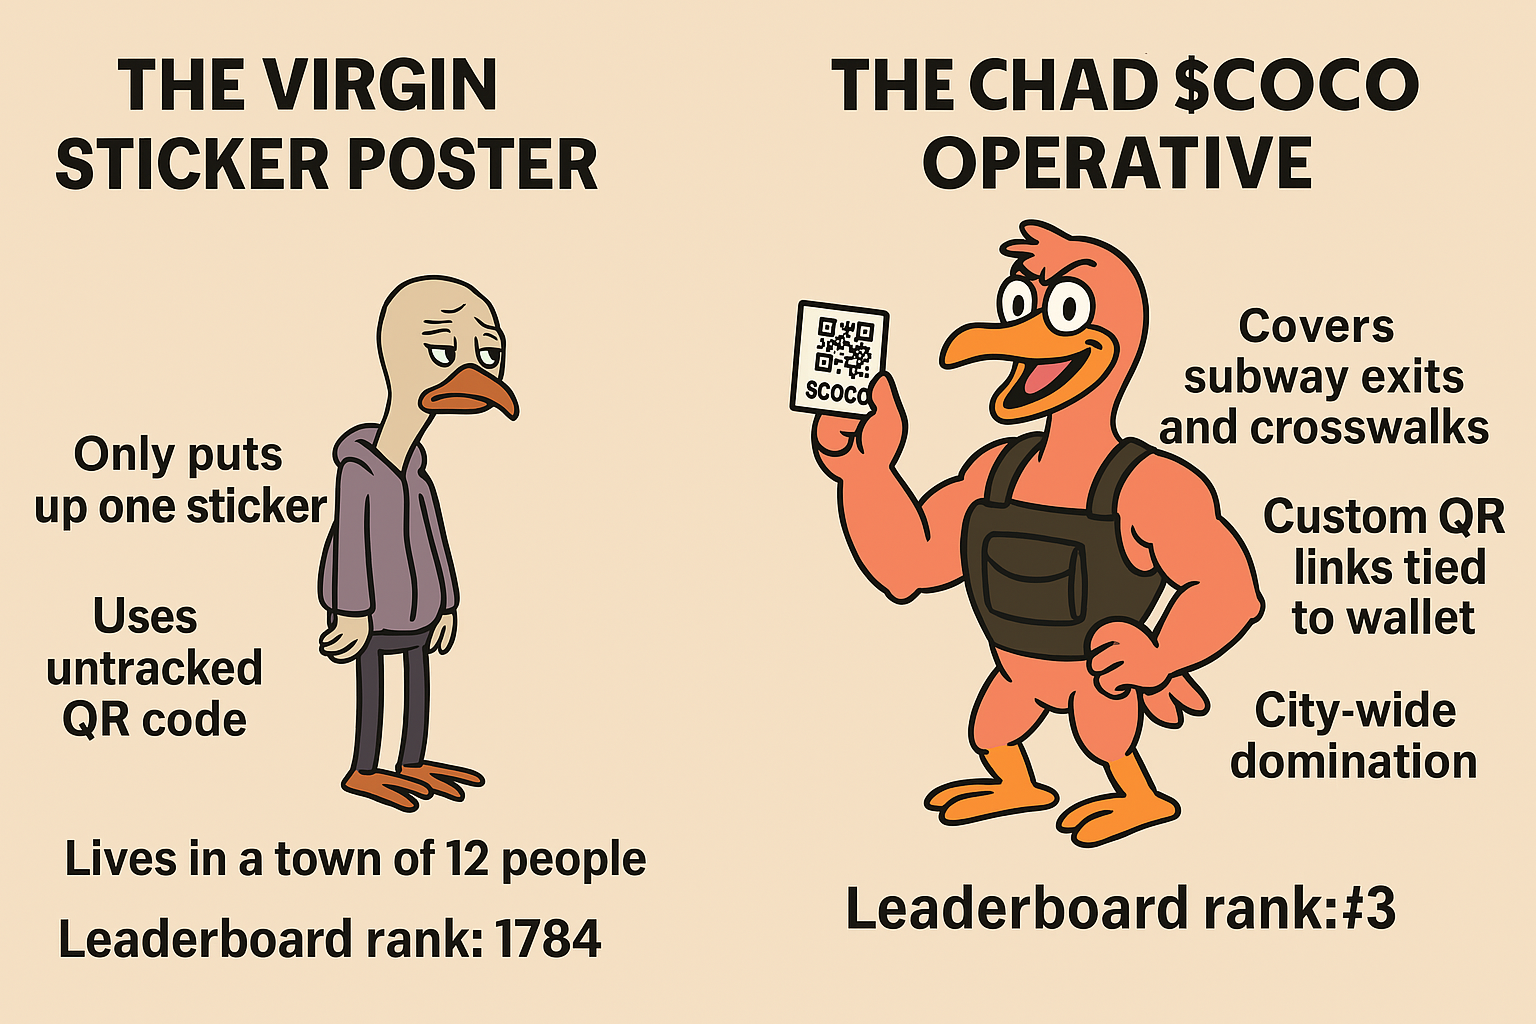 THE VIRGIN
STICKER POSTER
Only puts
up one sticker
Uses
untracked
QR code
Lives in a town of 12 people
Leaderboard rank: 1784
THE CHAD $COCO
OPERATIVE
SCOCO
Covers
subway exits
and crosswalks
Custom QR
links tied
to wallet
City-wide
domination
Leaderboard rank:#3